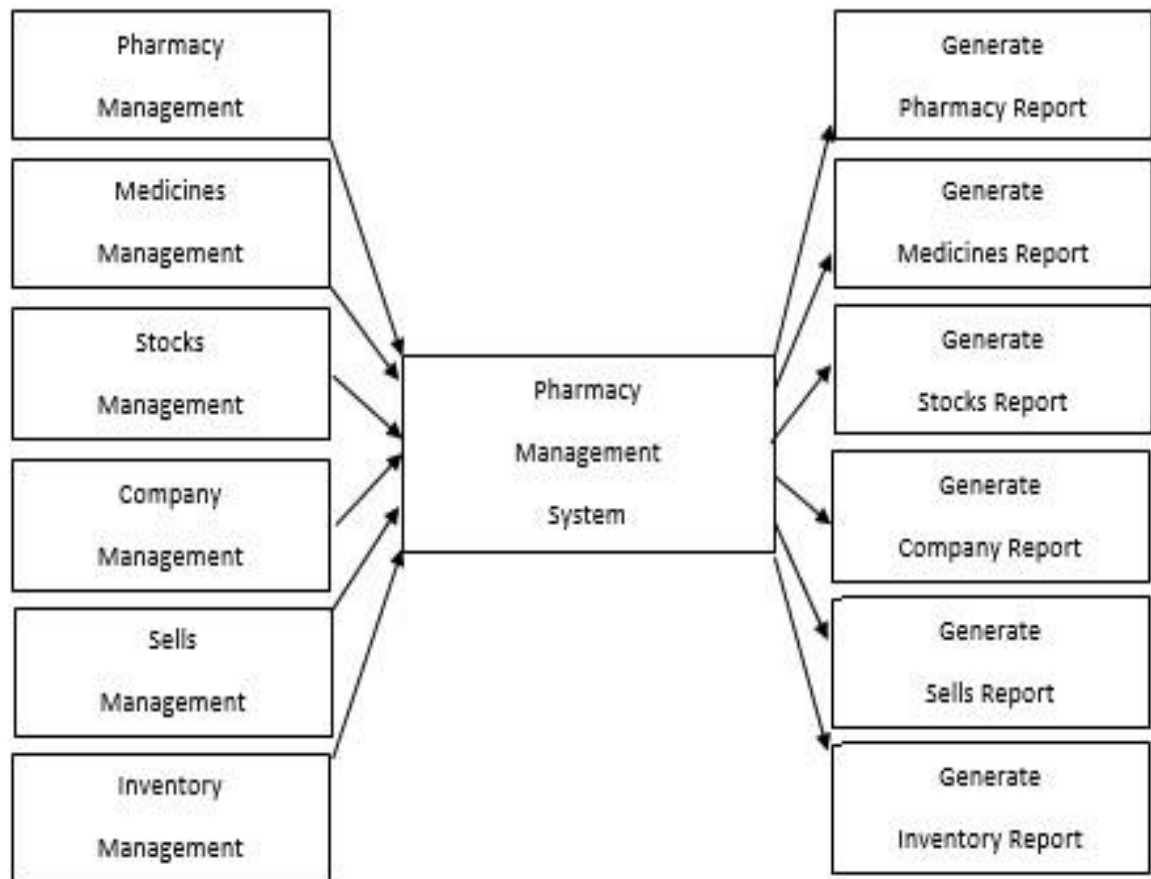 Pharmacy
Management
Medicines
Management
Stocks
Management
Company
Management
Sells
Management
Inventory
Management
Pharmacy
Management
System
Generate
Pharmacy Report
Generate
Medicines Report
Generate
Stocks Report
Generate
Company Report
Generate
Sells Report
Generate
Inventory Report